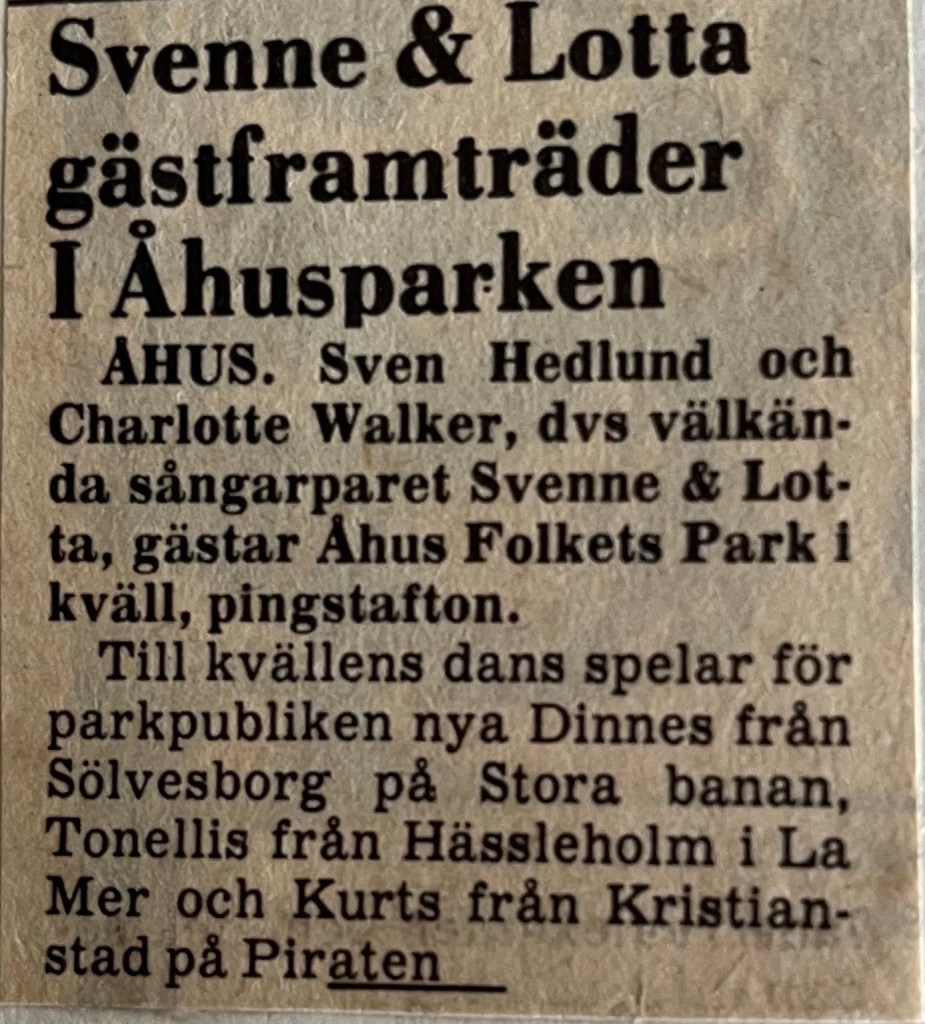 Svenne & Lotta
gästframträder
I Åhusparken
ÅHUS. Sven Hedlund och
Charlotte Walker, dvs välkän-
da sångarparet Svenne & Lot-
ta, gästar Åhus Folkets Park i
kväll, pingstafton.
Till kvällens dans spelar för
parkpubliken nya Dinnes från
Sölvesborg på Stora banan,
Tonellis från Hässleholm i La
Mer och Kurts från Kristian-
stad på Piraten